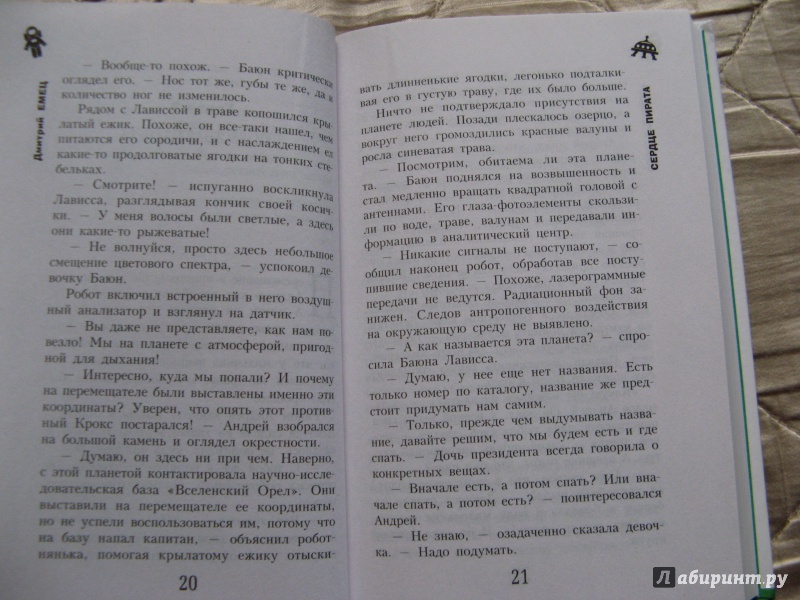 Дмитрий ЕМЕЦ
— Вообще-то похож. — Баюн критически
оглядел его. — Нос тот же, губы те же, да и
количество ног не изменилось.
Рядом с Лависсой в траве копошился кры-
латый ежик. Похоже, он все-таки нашел, чем
питаются его сородичи, и с наслаждением ел
какие-то продолговатые ягодки на тонких сте-
бельках.
— Смотрите! — испуганно воскликнула
Лависса, разглядывая кончик своей косич-
ки. — У меня волосы были светлые, а здесь
они какие-то рыжеватые!
— Не волнуйся, просто здесь небольшое
смещение цветового спектра, — успокоил де-
вочку Баюн.
Робот включил встроенный в него воздуш-
ный анализатор и взглянул на датчик.
— Вы даже не представляете, как нам по-
везло! Мы на планете с атмосферой, пригод-
ной для дыхания!
— Интересно, куда мы попали? И почему
на перемещателе были выставлены именно эти
координаты? Уверен, что опять этот против-
ный Крокс постарался! — Андрей взобрался
на большой камень и оглядел окрестности.
— Думаю, он здесь ни при чем. Наверно,
с этой планетой контактировала научно-иссле-
довательская база «Вселенский Орел». Они
выставили на перемещателе ее координаты,
но не успели воспользоваться им, потому что
на базу напал капитан, — объяснил робот-
нянька, помогая крылатому ежику отыски-
20
СЕРДЦЕ ПИРАТА
вать длинненькие ягодки, легонько подталки-
вая его в густую траву, где их было больше.
Ничто не подтверждало присутствия на
планете людей. Позади плескалось озерцо, а
вокруг него громоздились красные валуны и
росла синеватая трава.
— Посмотрим, обитаема ли эта плане-
та. — Баюн поднялся на возвышенность и
стал медленно вращать квадратной головой с
антеннами. Его глаза-фотоэлементы скользи-
ли по воде, траве, валунам и передавали ин-
формацию в аналитический центр.
— Никакие сигналы не поступают, — со-
общил наконец робот, обработав все посту-
пившие сведения. — Похоже, лазерограммные
передачи не ведутся. Радиационный фон за-
нижен. Следов антропогенного воздействия
на окружающую среду не выявлено.
— А как называется эта планета? — спро-
сила Баюна Лависса.
— Думаю, у нее еще нет названия. Есть
только номер по каталогу, название же пред-
стоит придумать нам самим.
— Только, прежде чем выдумывать назва-
ние, давайте решим, что мы будем есть и где
спать. — Дочь президента всегда говорила о
конкретных вещах.
— Вначале есть, а потом спать? Или вна-
чале спать, а потом есть? — поинтересовался
Андрей.
— Не знаю, — озадаченно сказала девоч-
ка. — Надо подумать.
21
Лабиринт.ру